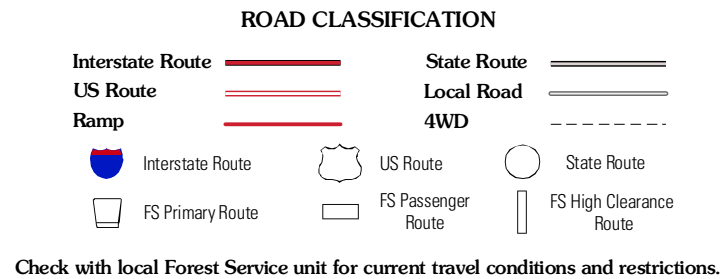 ROAD CLASSIFICATION
Interstate Route
State Route
US Route
Local Road
Ramp
4WD
Interstate Route
US Route
State Route
FS Primary Route
FS Passenger
Route
FS High Clearance
Route
Check with local Forest Service unit for current travel conditions and restrictions.